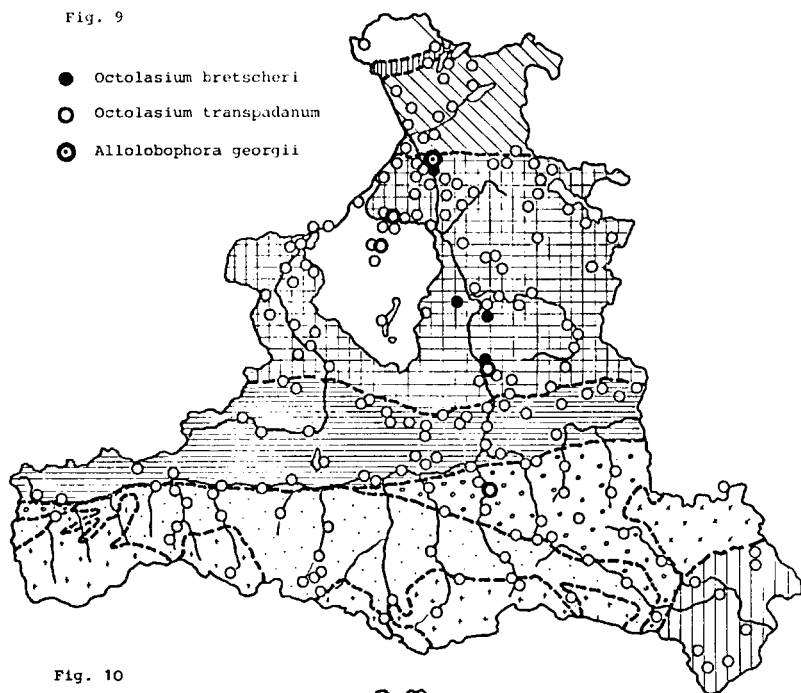 Fig. 9
Octolasium bretscheri
Octolasium transpadanum
Allolobophora georgii
Fig. 10